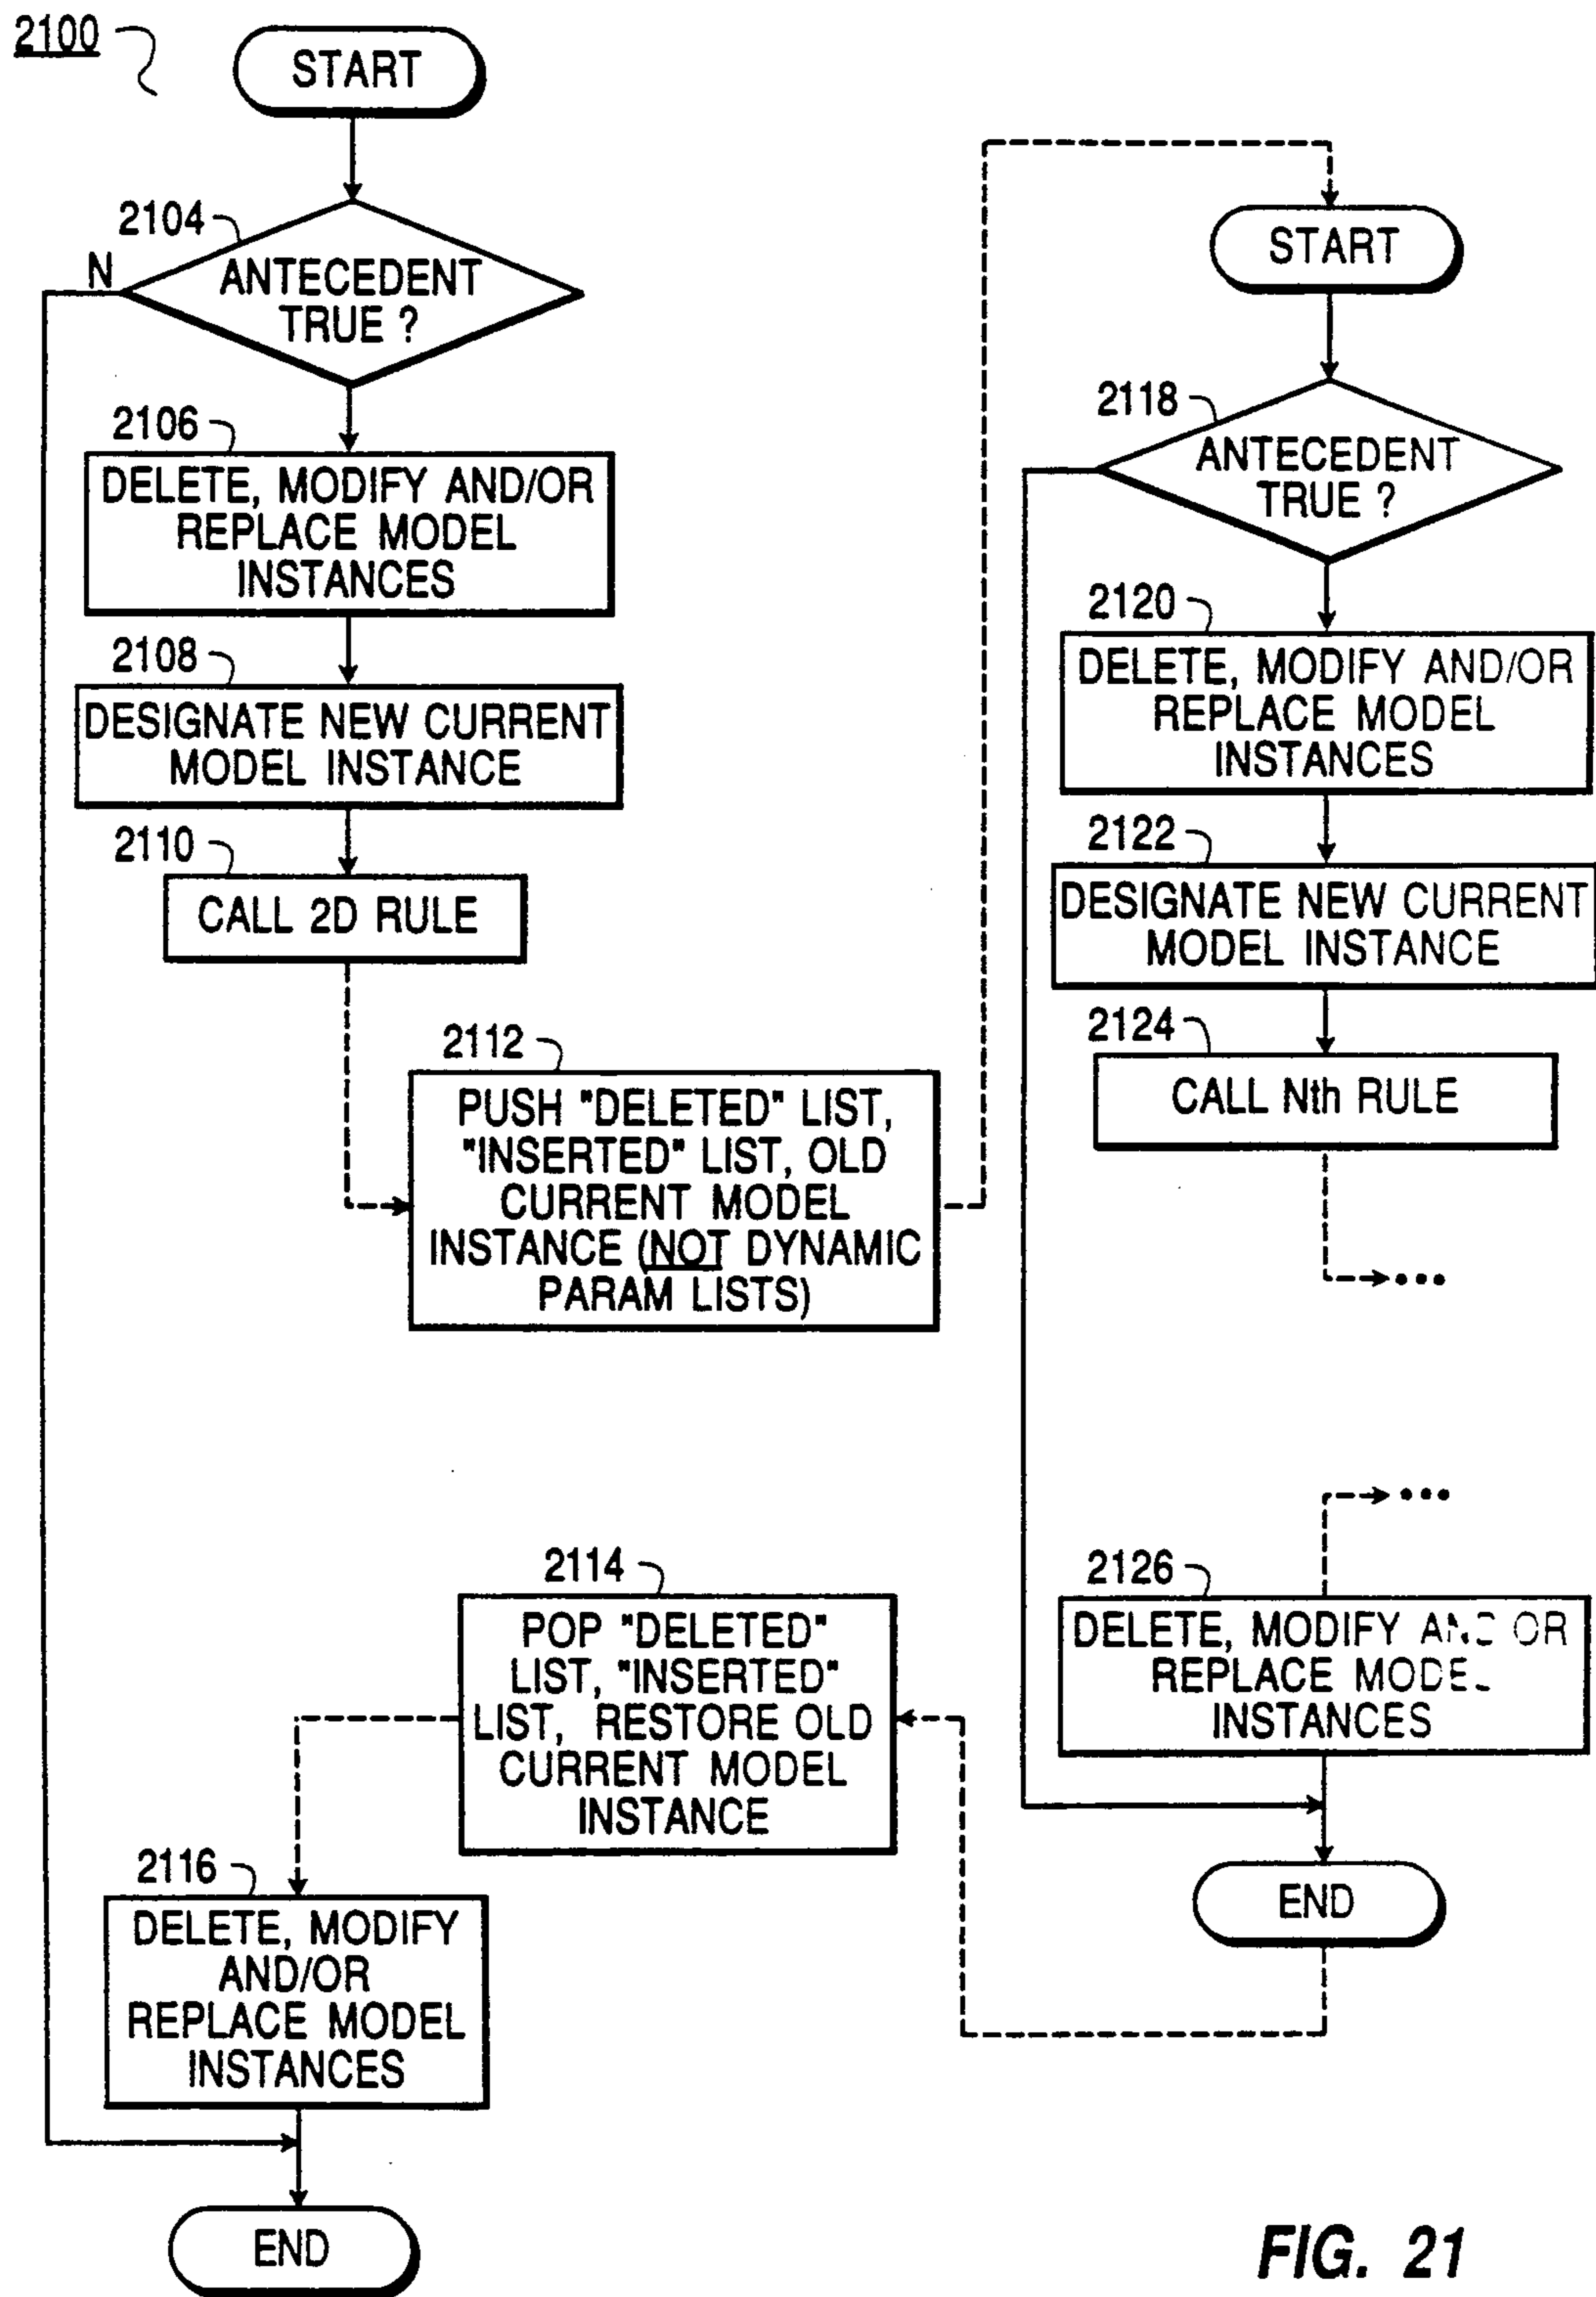 2100
START
2104
N
ANTECEDENT
TRUE ?
2106
DELETE, MODIFY AND/OR
REPLACE MODEL
INSTANCES
2108
DESIGNATE NEW CURRENT
MODEL INSTANCE
2110
CALL 2D RULE
2112
PUSH "DELETED" LIST,
"INSERTED" LIST, OLD
CURRENT MODEL
INSTANCE (NOT DYNAMIC
PARAM LISTS)
START
2118
ANTECEDENT
TRUE ?
2120
DELETE, MODIFY AND/OR
REPLACE MODEL
INSTANCES
2122
DESIGNATE NEW CURRENT
MODEL INSTANCE
2124
CALL Nth RULE
•••
•••
2126
DELETE, MODIFY AND OR
REPLACE MODEL
INSTANCES
END
2114
POP "DELETED"
LIST, "INSERTED"
LIST, RESTORE OLD
CURRENT MODEL
INSTANCE
2116
DELETE, MODIFY
AND/OR
REPLACE MODEL
INSTANCES
END
FIG. 21